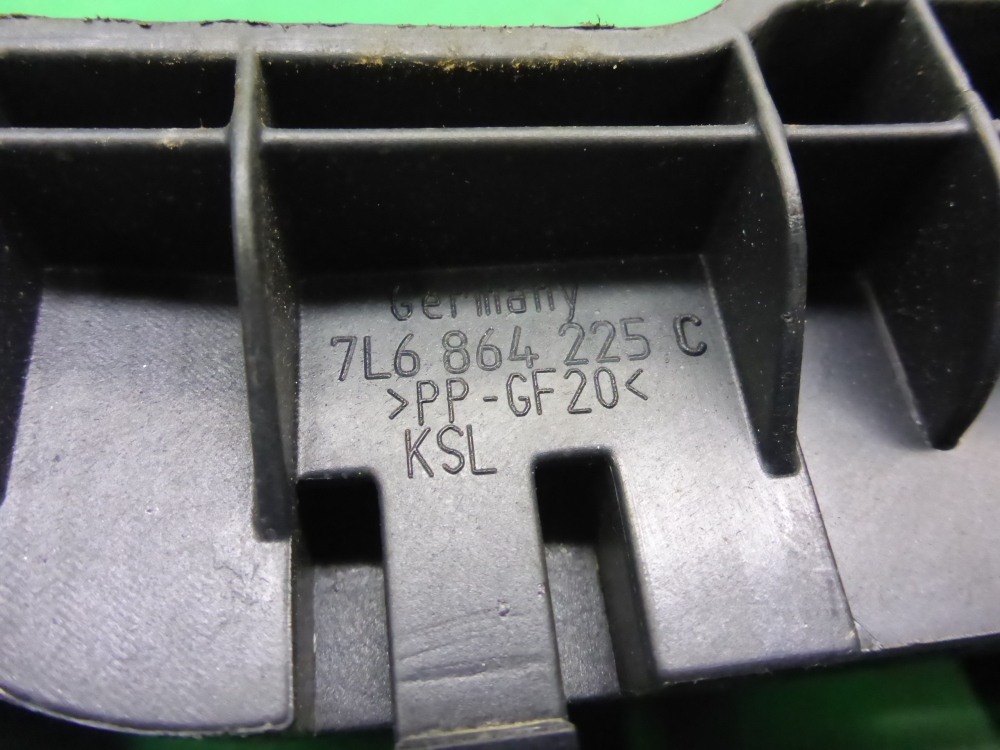 Germany
7L6 864 225 C
>PP-GF20<
KSL